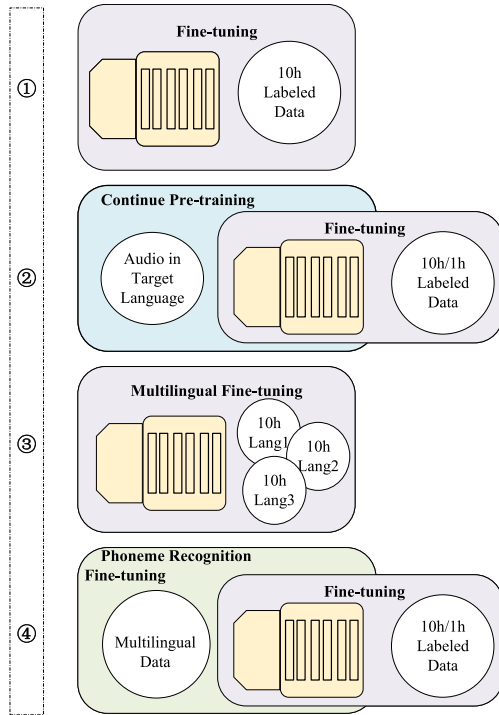 ①
Fine-tuning
10h
Labeled
Data
②
Continue Pre-training
Audio in
Target
Language
Fine-tuning
10h/1h
Labeled
Data
③
Multilingual Fine-tuning
10h
Lang1
10h
Lang2
10h
Lang3
④
Phoneme Recognition
Fine-tuning
Multilingual
Data
Fine-tuning
10h/1h
Labeled
Data